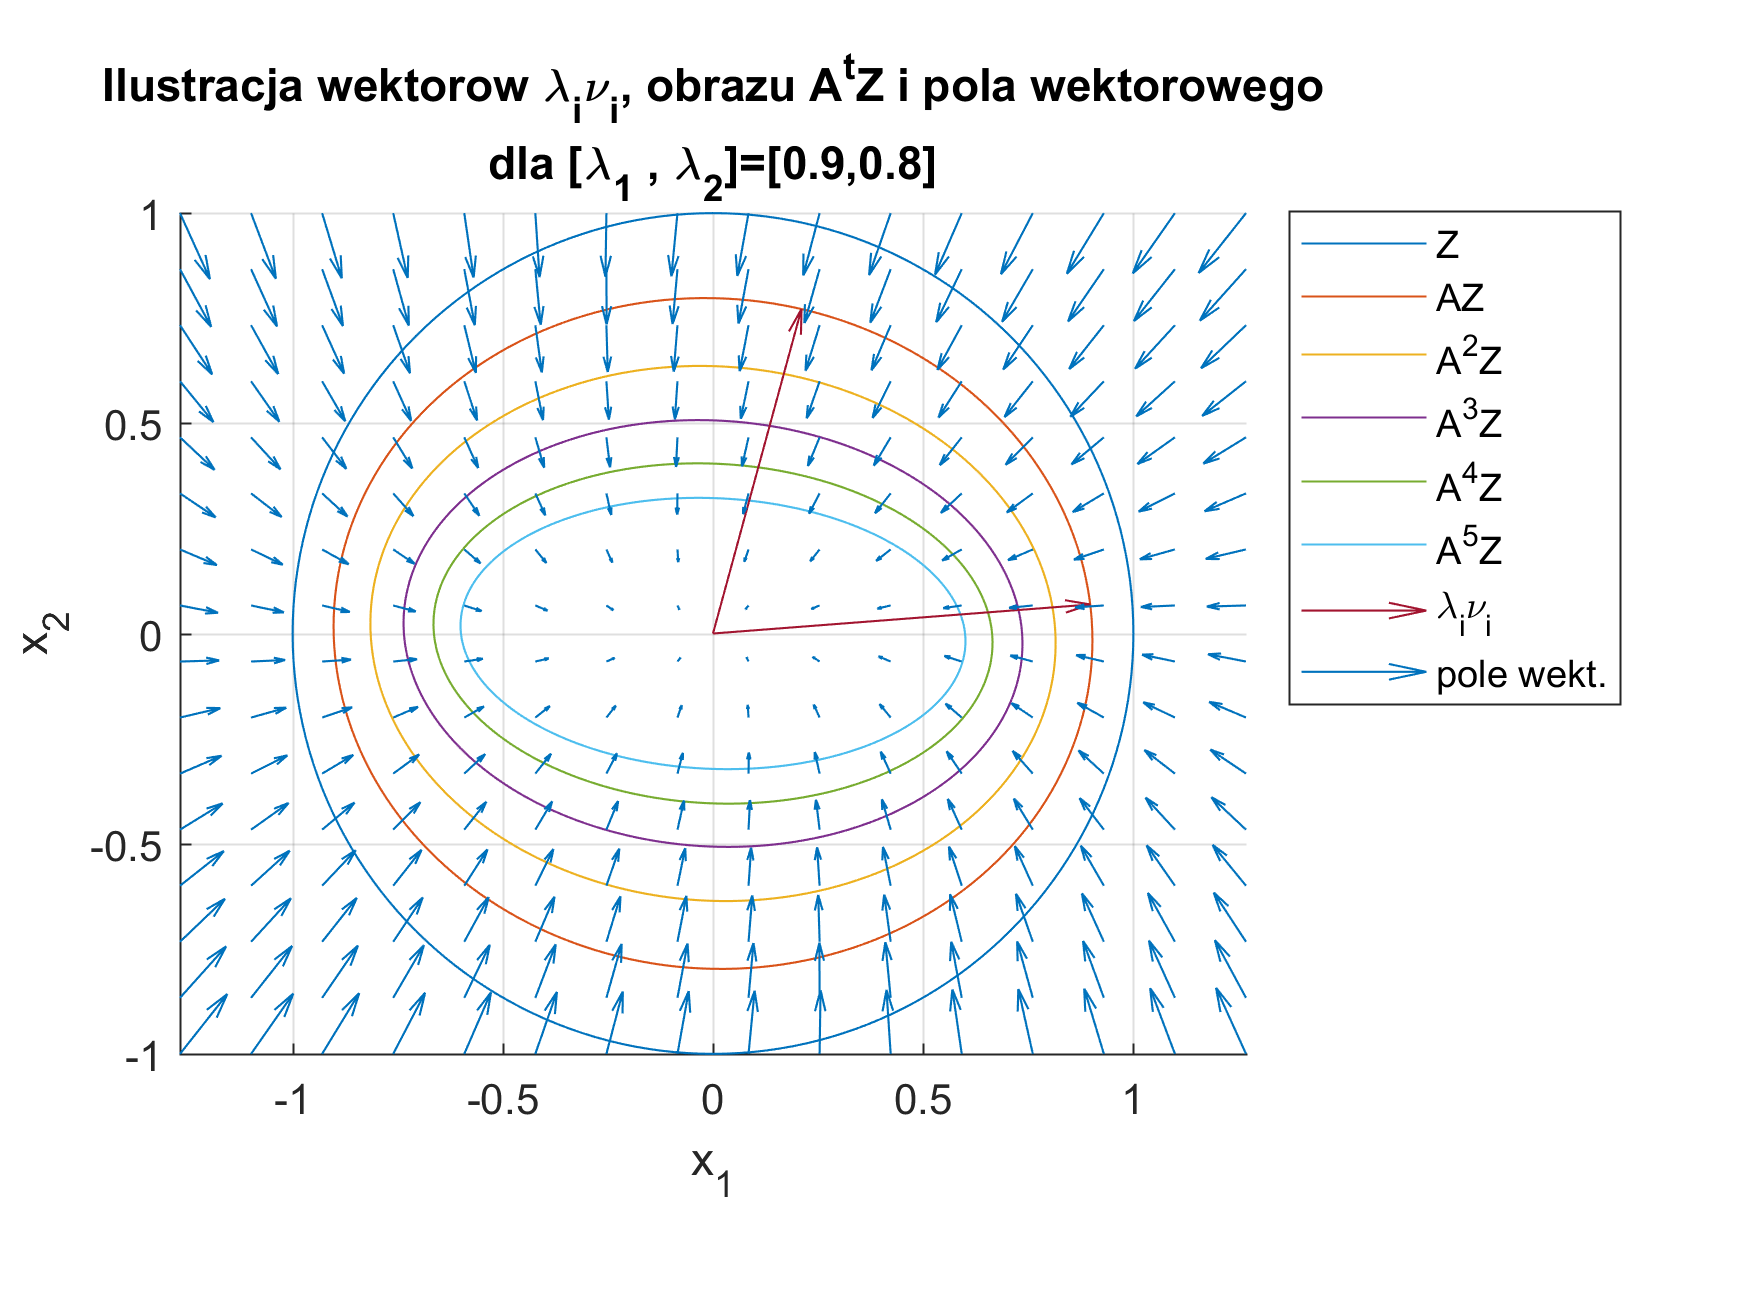 Ilustracja wektorow λᵢνᵢ, obrazu AᵗZ i pola wektorowego
dla [λ₁ , λ₂]=[0.9,0.8]
1
0.5
0
-0.5
-1
x₂
-1
-0.5
0
0.5
1
x₁
Z
AZ
A²Z
A³Z
A⁴Z
A⁵Z
λᵢνᵢ
pole wekt.